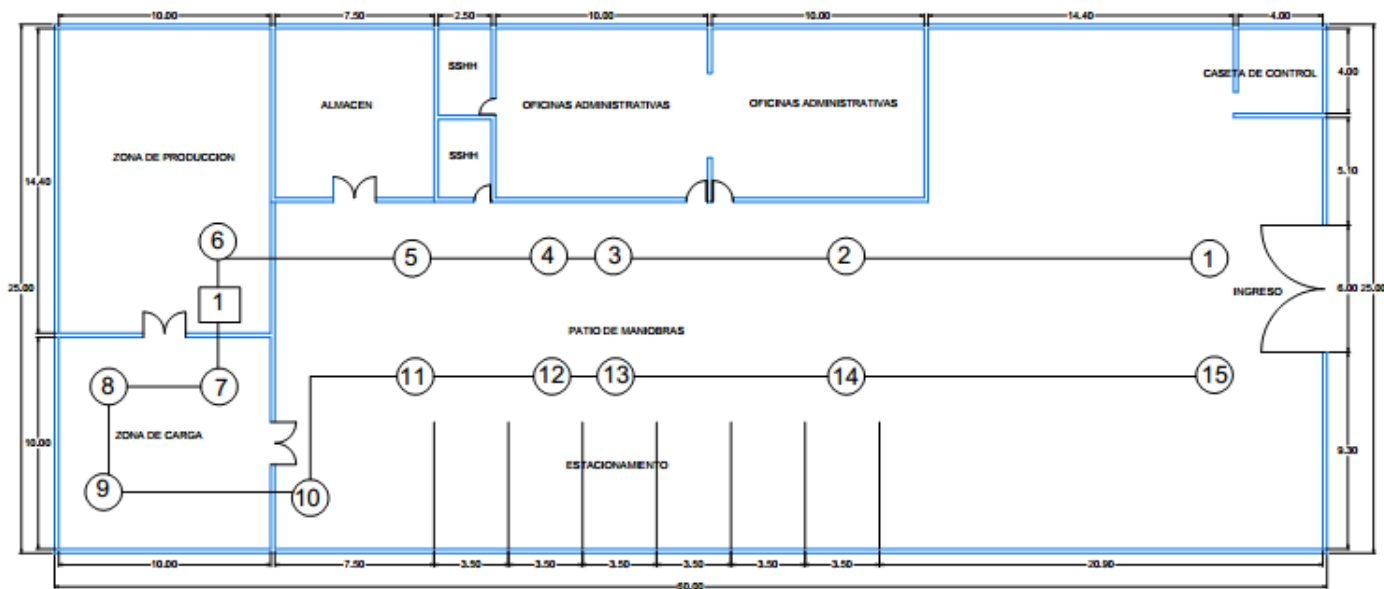 10.00 7.50 2.50 10.00 10.00 14.40 4.00
SSHH
CASETA DE CONTROL
4.00
ALMACEN
OFICINAS ADMINISTRATIVAS
OFICINAS ADMINISTRATIVAS
ZONA DE PRODUCCION
SSHH
14.40
5.10
6
5
4
3
2
1
25.00
1
INGRESO
6.00
25.00
PATIO DE MANIOBRAS
8
7
11
12
13
14
15
10.00
ZONA DE CARGA
9.30
ESTACIONAMIENTO
9
10
10.00 7.50 3.50 3.50 3.50 3.50 3.50 3.50 20.90
60.00